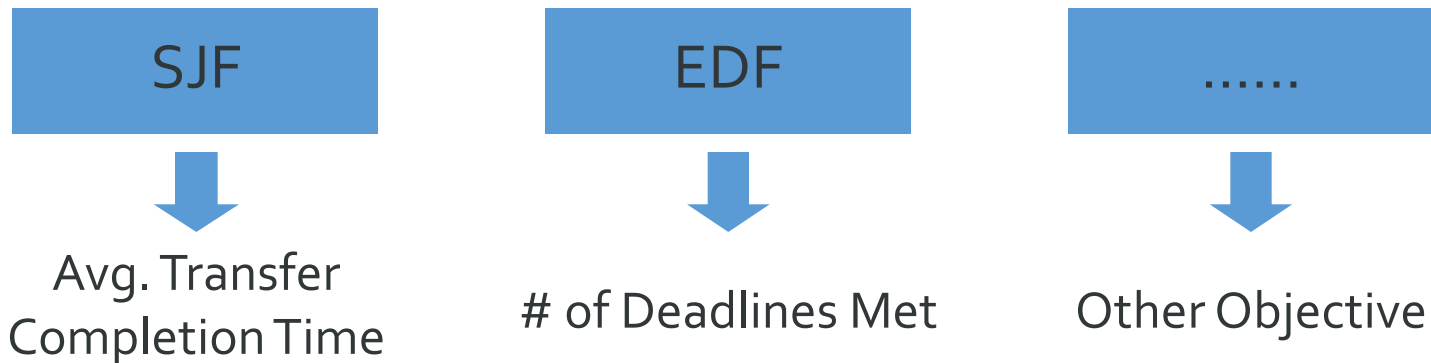 SJF
EDF
......
Avg. Transfer
Completion Time
# of Deadlines Met
Other Objective